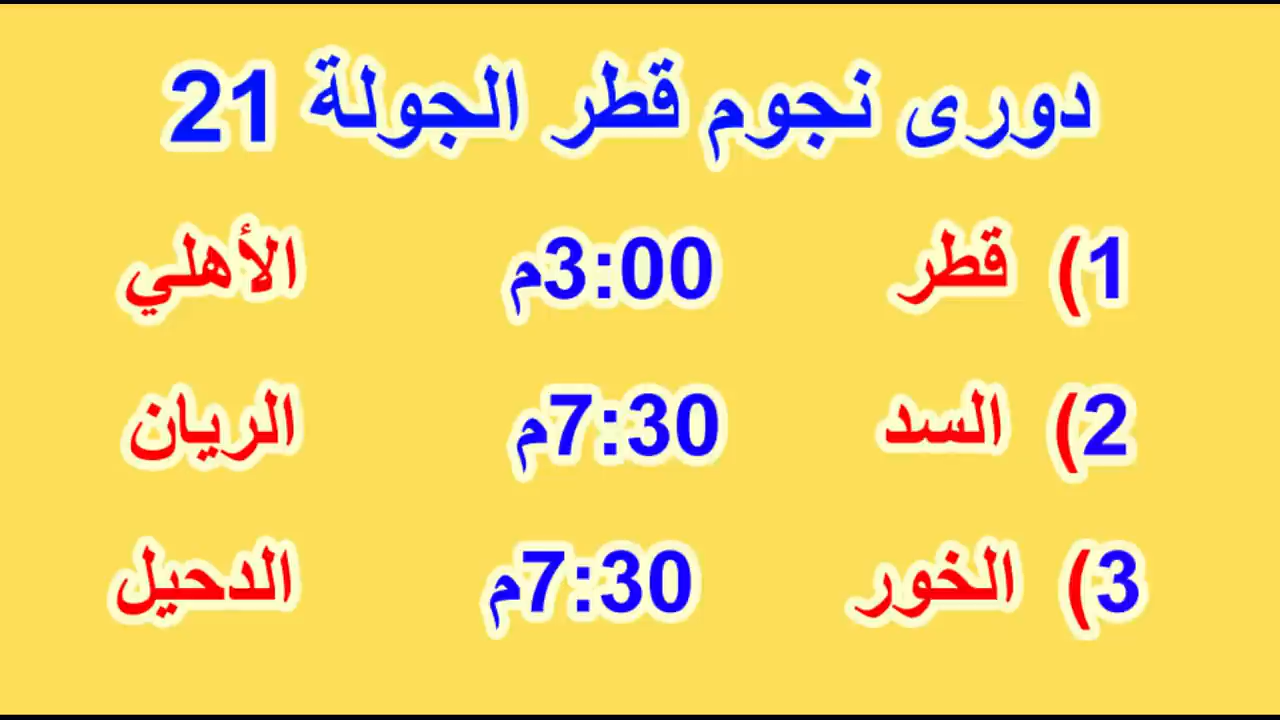 دورى نجوم قطر الجولة 21
1) قطر 3:00م الأهلي
2) السد 7:30م الريان
3) الخور 7:30م الدحيل